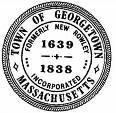 TOWN OF GEORGETOWN
FORMERLY NEW ROWLEY
1639
1838
INCORPORATED
MASSACHUSETTS